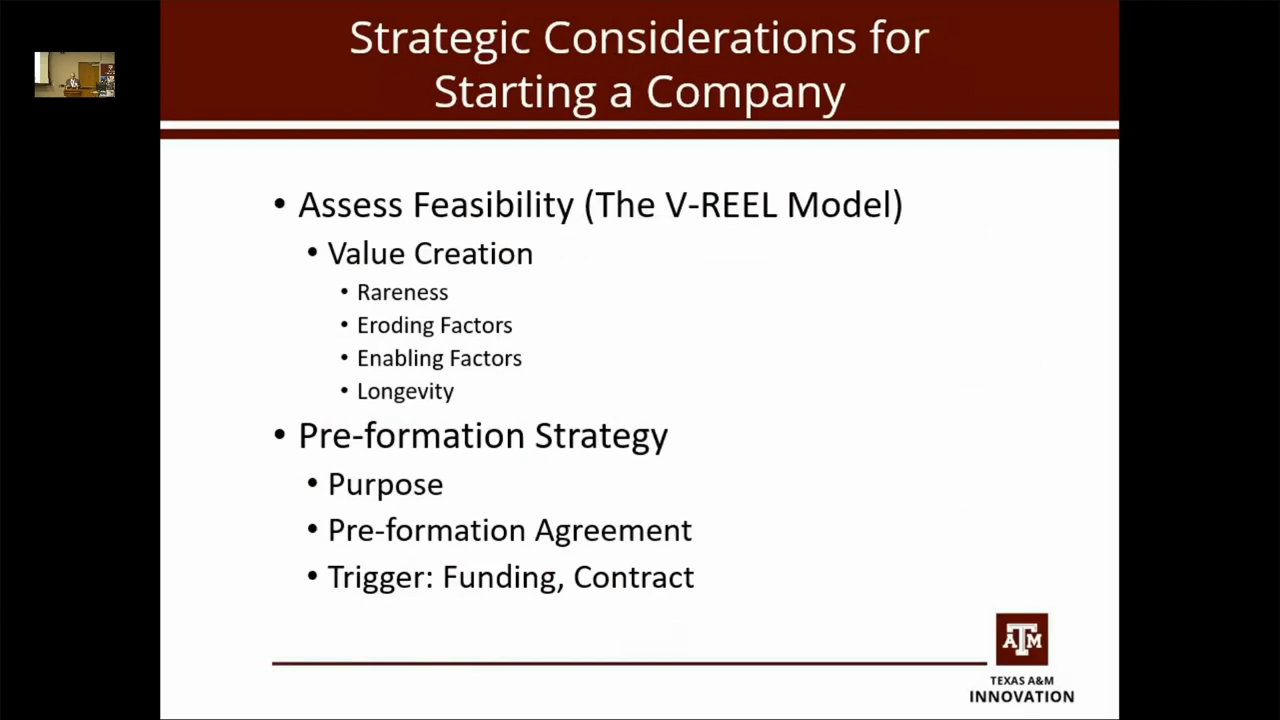 Strategic Considerations for
Starting a Company
• Assess Feasibility (The V-REEL Model)
• Value Creation
• Rareness
• Eroding Factors
• Enabling Factors
• Longevity
• Pre-formation Strategy
• Purpose
• Pre-formation Agreement
• Trigger: Funding, Contract
ATM
TEXAS A&M
INNOVATION